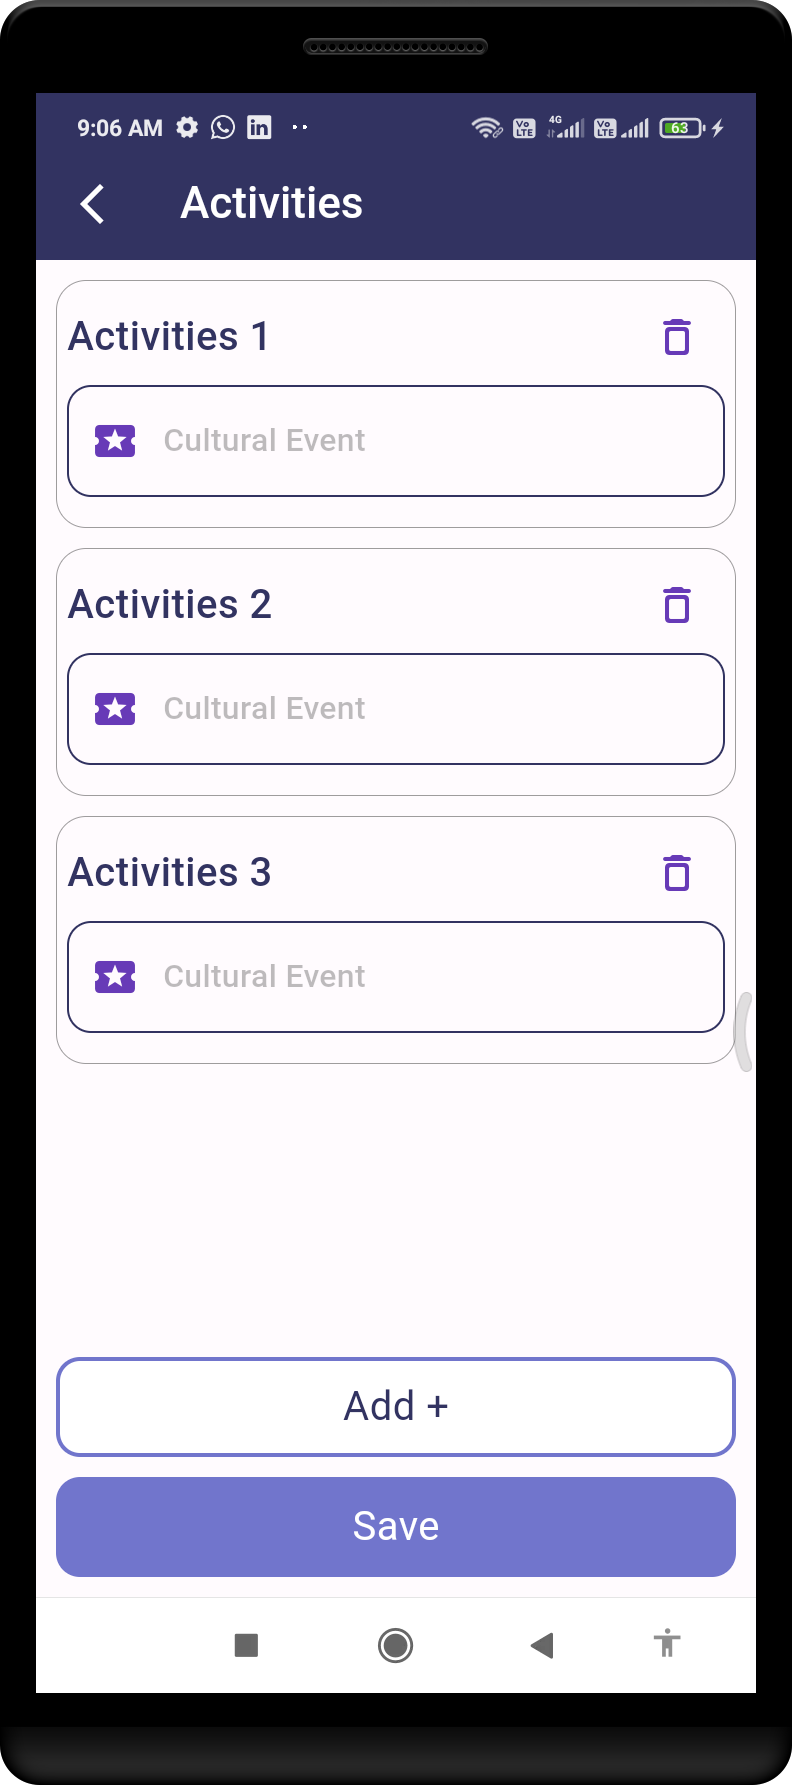 9:06 AM in Vo LTE 4G Vo LTE 63
Activities
Activities 1
Cultural Event
Activities 2
Cultural Event
Activities 3
Cultural Event
Add +
Save